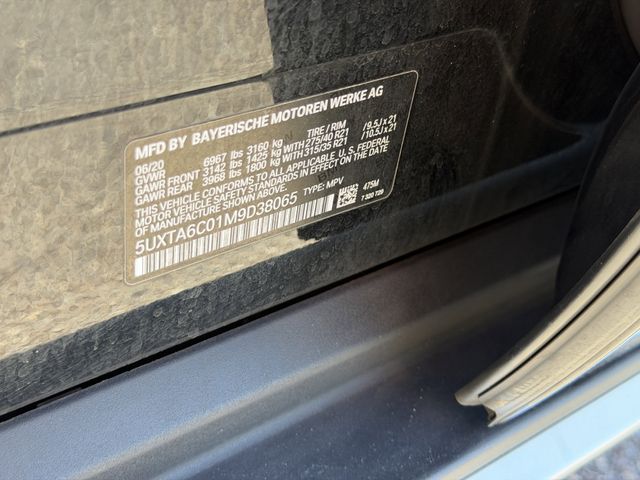 MFD BY BAYERISCHE MOTOREN WERKE AG
06/20 TIRE / RIM
GVWR 6967 lbs 3160 kg
GAWR FRONT 3142 lbs 1425 kg WITH 275/40 R21 / 9.5J x 21
GAWR REAR 3968 lbs 1800 kg WITH 315/35 R21 / 10.5J x 21
THIS VEHICLE CONFORMS TO ALL APPLICABLE U.S. FEDERAL
MOTOR VEHICLE SAFETY STANDARDS IN EFFECT ON THE DATE
OF MANUFACTURE SHOWN ABOVE.
5UXTA6C01M9D38065 TYPE: MPV 475M
T 320 729